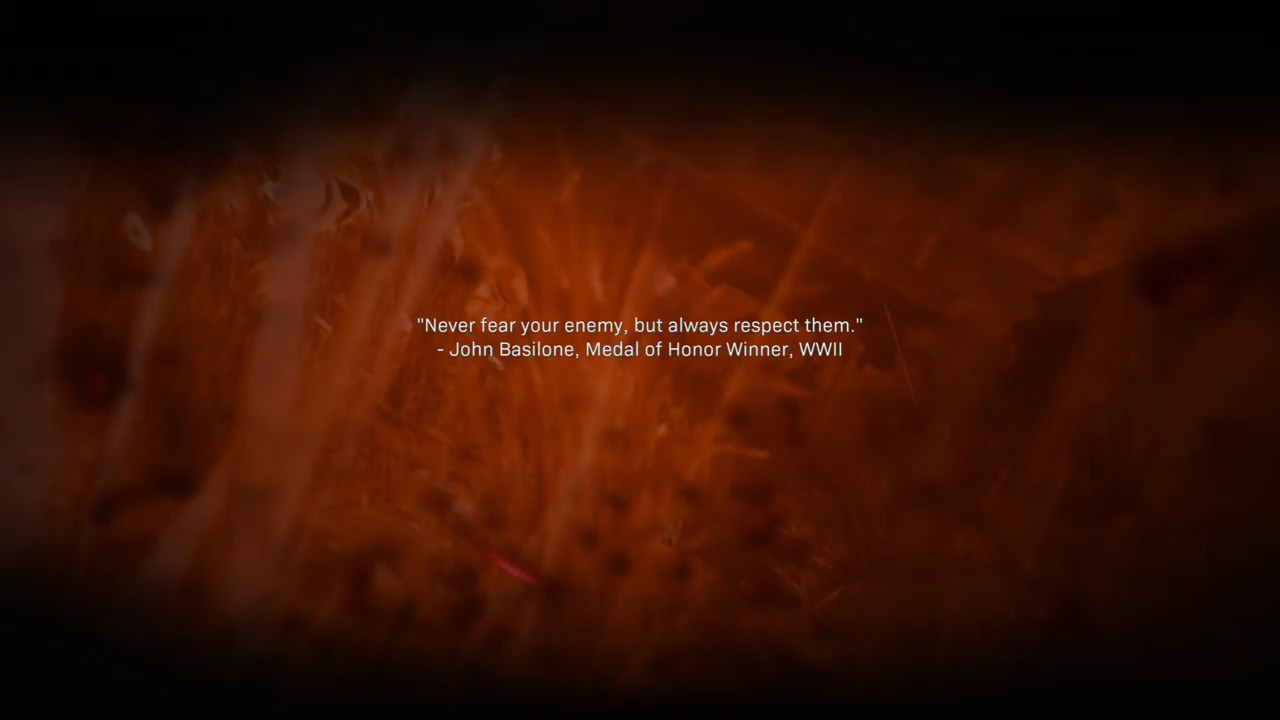 "Never fear your enemy, but always respect them."
- John Basilone, Medal of Honor Winner, WWII